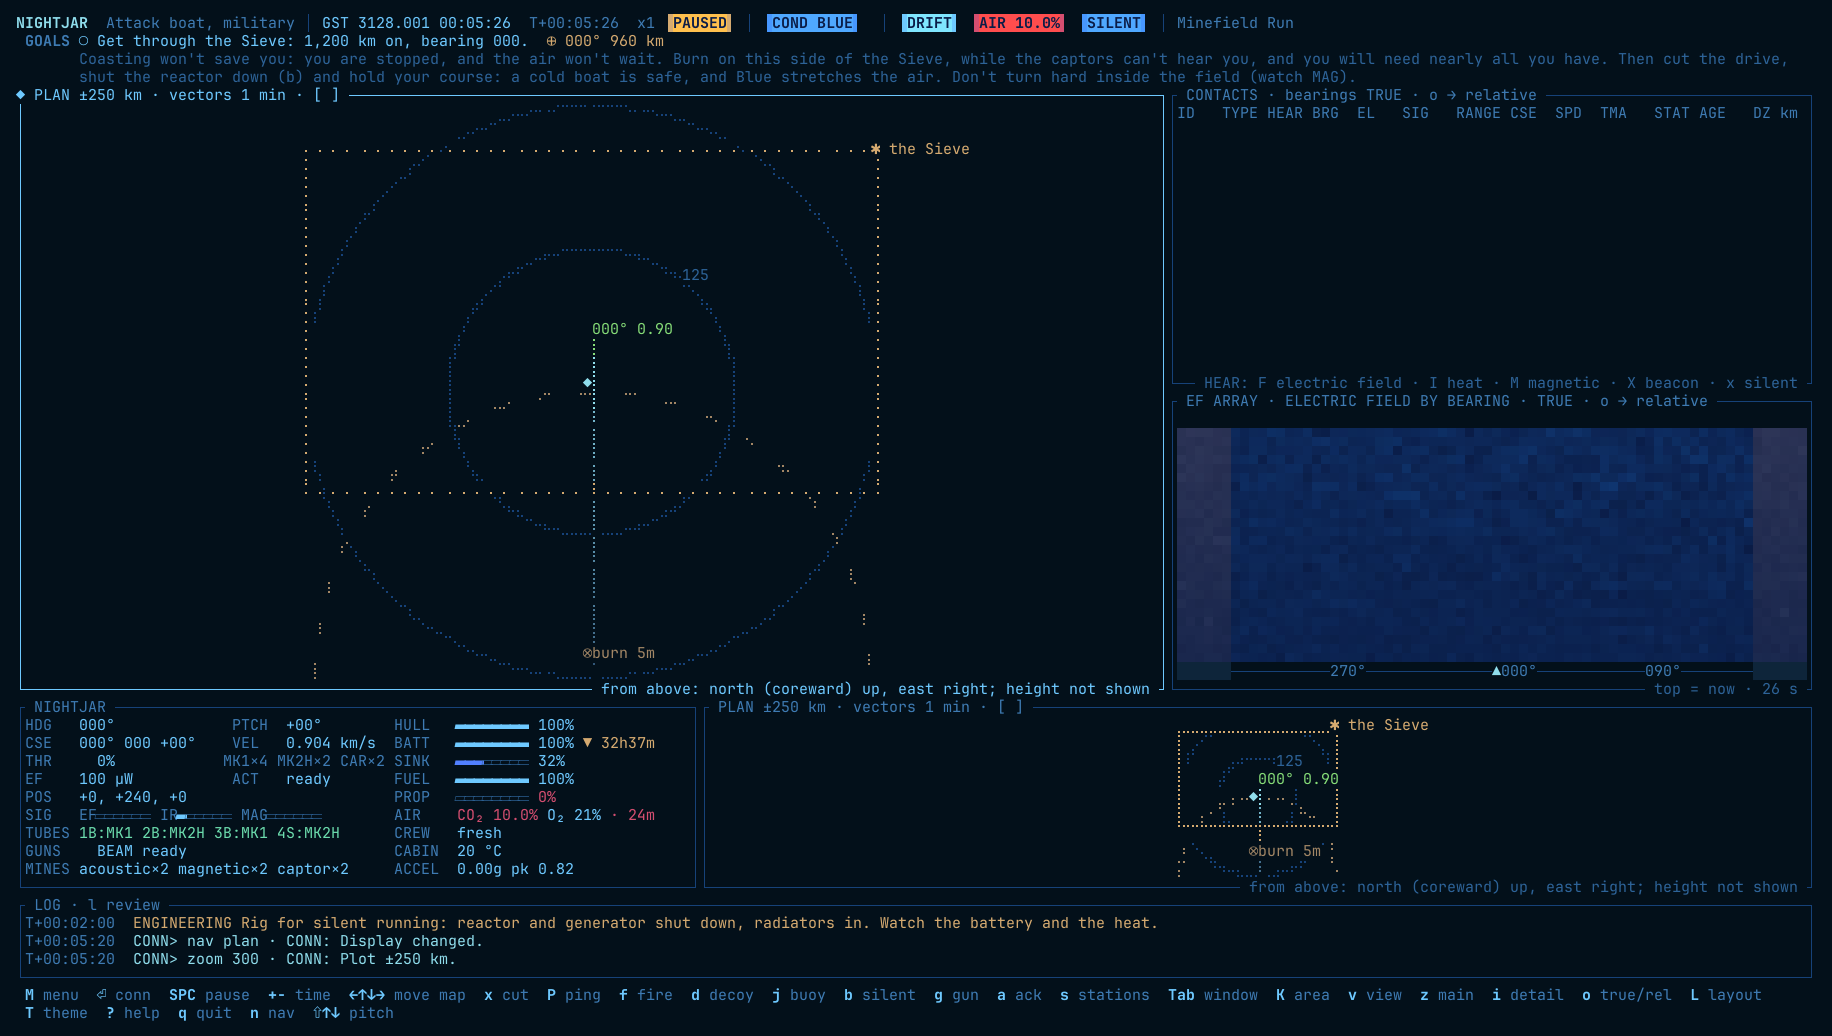 NIGHTJAR Attack boat, military GST 3128.001 00:05:26 T+00:05:26 x1 PAUSED COND BLUE DRIFT AIR 10.0% SILENT Minefield Run
GOALS ○ Get through the Sieve: 1,200 km on, bearing 000. ⊕ 000° 960 km
Coasting won't save you: you are stopped, and the air won't wait. Burn on this side of the Sieve, while the captors can't hear you, and you will need nearly all you have. Then cut the drive,
shut the reactor down (b) and hold your course: a cold boat is safe, and Blue stretches the air. Don't turn hard inside the field (watch MAG).
◆ PLAN ±250 km · vectors 1 min · [ ]
✱ the Sieve
125
000° 0.90
⊗burn 5m
from above: north (coreward) up, east right; height not shown
CONTACTS · bearings TRUE · o → relative
ID TYPE HEAR BRG EL SIG RANGE CSE SPD TMA STAT AGE DZ km
HEAR: F electric field · I heat · M magnetic · X beacon · x silent
EF ARRAY · ELECTRIC FIELD BY BEARING · TRUE · o → relative
270° ▲000° 090°
top = now · 26 s
NIGHTJAR
HDG 000° PTCH +00° HULL 100%
CSE 000° 000 +00° VEL 0.904 km/s BATT 100% ▼ 32h37m
THR 0% MK1×4 MK2H×2 CAR×2 SINK 32%
EF 100 µW ACT ready FUEL 100%
POS +0, +240, +0 PROP 0%
SIG EF IR MAG AIR CO₂ 10.0% O₂ 21% · 24m
TUBES 1B:MK1 2B:MK2H 3B:MK1 4S:MK2H CREW fresh
GUNS BEAM ready CABIN 20 °C
MINES acoustic×2 magnetic×2 captor×2 ACCEL 0.00g pk 0.82
PLAN ±250 km · vectors 1 min · [ ]
✱ the Sieve
125
000° 0.90
⊗burn 5m
from above: north (coreward) up, east right; height not shown
LOG · l review
T+00:02:00 ENGINEERING Rig for silent running: reactor and generator shut down, radiators in. Watch the battery and the heat.
T+00:05:20 CONN> nav plan · CONN: Display changed.
T+00:05:20 CONN> zoom 300 · CONN: Plot ±250 km.
M menu ⏎ conn SPC pause +- time ←↑↓→ move map x cut P ping f fire d decoy j buoy b silent g gun a ack s stations Tab window K area v view z main i detail o true/rel L layout
T theme ? help q quit n nav ⇧↑↓ pitch